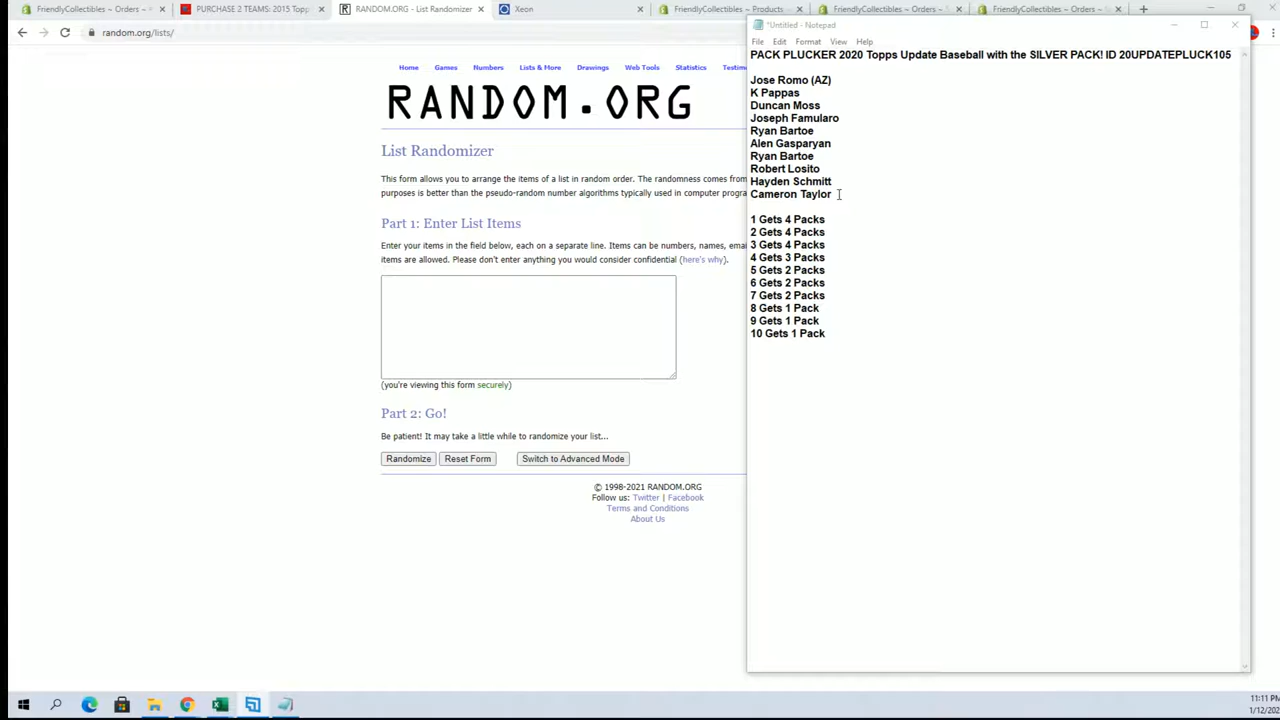 FriendlyCollectibles ~ Orders ~
PURCHASE 2 TEAMS: 2015 Topp
RANDOM.ORG - List Randomizer
Xeon
FriendlyCollectibles ~ Products
FriendlyCollectibles ~ Orders ~
FriendlyCollectibles ~ Orders ~
random.org/lists/
*Untitled - Notepad
File Edit Format View Help
Home Games Numbers Lists & More Drawings Web Tools Statistics Testim
RANDOM.ORG
List Randomizer
This form allows you to arrange the items of a list in random order. The randomness comes from
purposes is better than the pseudo-random number algorithms typically used in computer progra
Part 1: Enter List Items
Enter your items in the field below, each on a separate line. Items can be numbers, names, ema
items are allowed. Please don't enter anything you would consider confidential (here's why).
(you're viewing this form securely)
Part 2: Go!
Be patient! It may take a little while to randomize your list...
Randomize Reset Form Switch to Advanced Mode
© 1998-2021 RANDOM.ORG
Follow us: Twitter | Facebook
Terms and Conditions
About Us
PACK PLUCKER 2020 Topps Update Baseball with the SILVER PACK! ID 20UPDATEPLUCK105
Jose Romo (AZ)
K Pappas
Duncan Moss
Joseph Famularo
Ryan Bartoe
Alen Gasparyan
Ryan Bartoe
Robert Losito
Hayden Schmitt
Cameron Taylor
1 Gets 4 Packs
2 Gets 4 Packs
3 Gets 4 Packs
4 Gets 3 Packs
5 Gets 2 Packs
6 Gets 2 Packs
7 Gets 2 Packs
8 Gets 1 Pack
9 Gets 1 Pack
10 Gets 1 Pack
11:11 PM
1/12/202